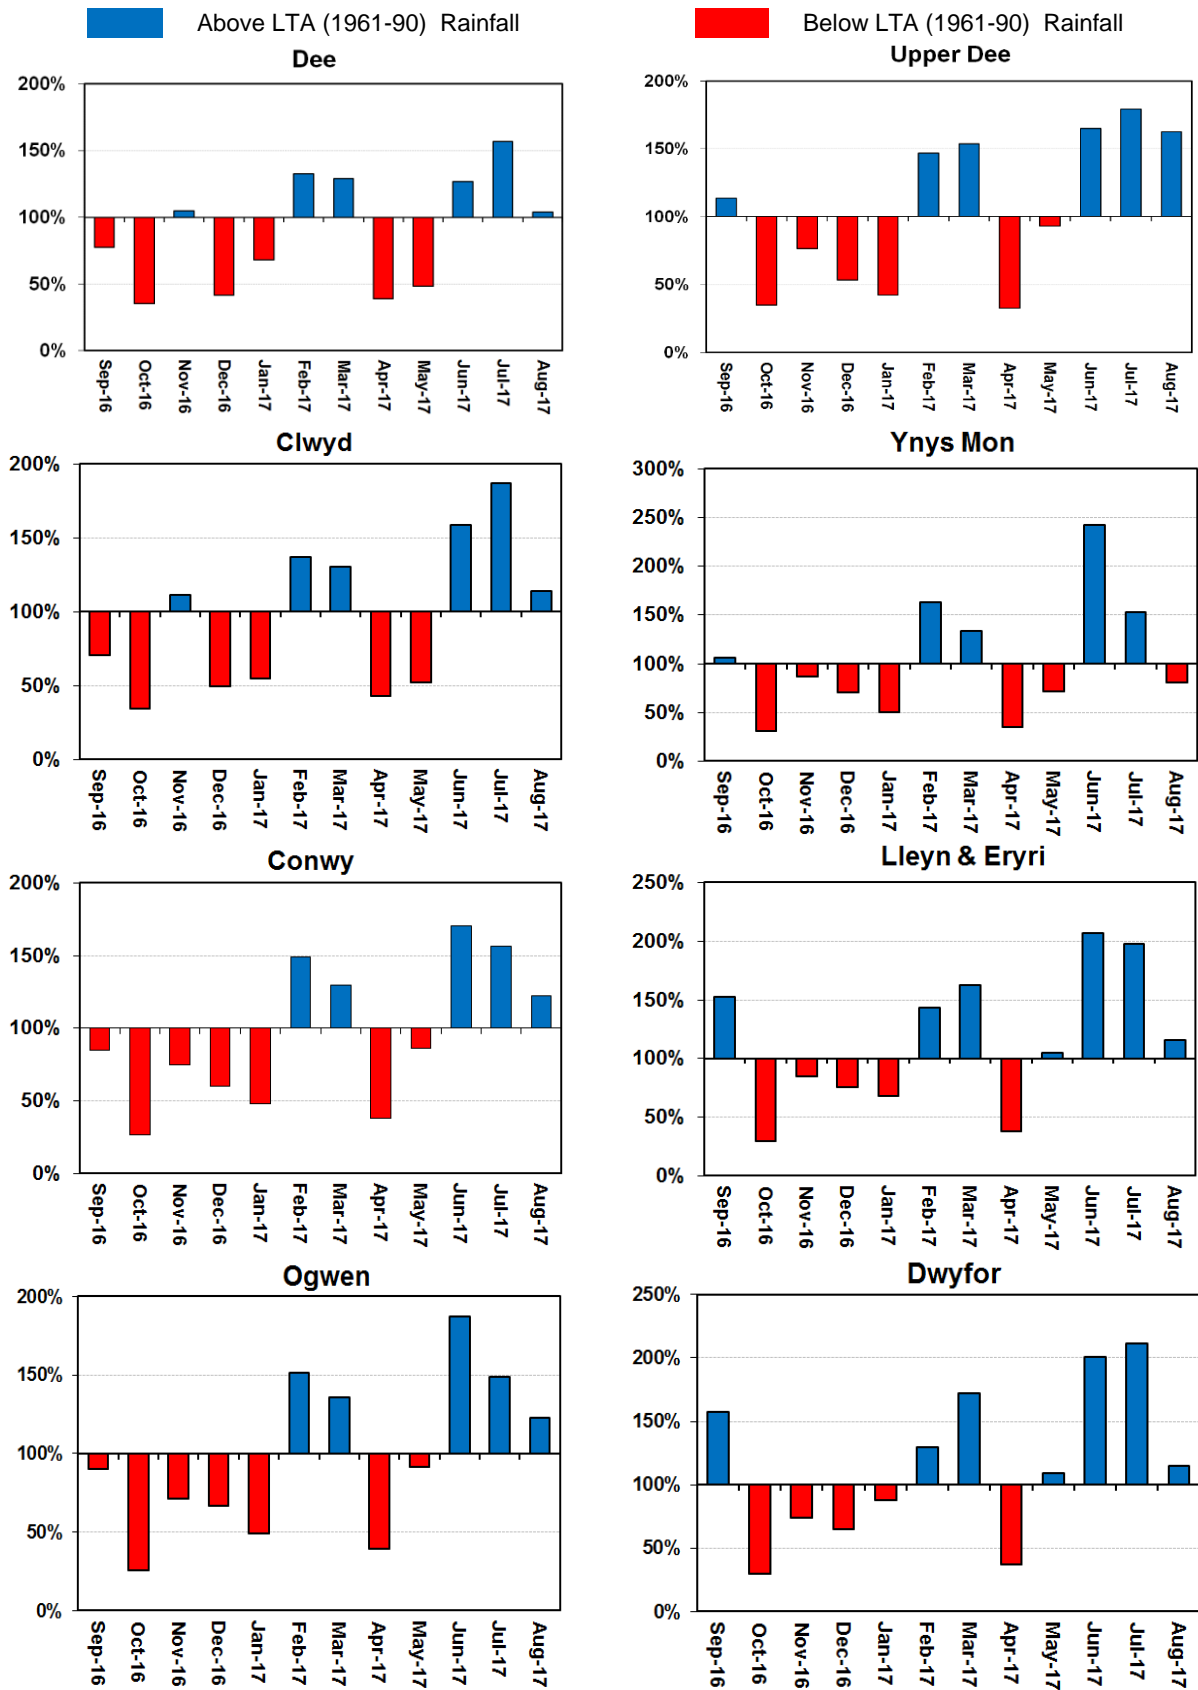 Above LTA (1961-90) Rainfall
Below LTA (1961-90) Rainfall
Dee
200%
150%
100%
50%
0%
Sep-16
Oct-16
Nov-16
Dec-16
Jan-17
Feb-17
Mar-17
Apr-17
May-17
Jun-17
Jul-17
Aug-17
Upper Dee
200%
150%
100%
50%
0%
Sep-16
Oct-16
Nov-16
Dec-16
Jan-17
Feb-17
Mar-17
Apr-17
May-17
Jun-17
Jul-17
Aug-17
Clwyd
200%
150%
100%
50%
0%
Sep-16
Oct-16
Nov-16
Dec-16
Jan-17
Feb-17
Mar-17
Apr-17
May-17
Jun-17
Jul-17
Aug-17
Ynys Mon
300%
250%
200%
150%
100%
50%
0%
Sep-16
Oct-16
Nov-16
Dec-16
Jan-17
Feb-17
Mar-17
Apr-17
May-17
Jun-17
Jul-17
Aug-17
Conwy
200%
150%
100%
50%
0%
Sep-16
Oct-16
Nov-16
Dec-16
Jan-17
Feb-17
Mar-17
Apr-17
May-17
Jun-17
Jul-17
Aug-17
Lleyn & Eryri
250%
200%
150%
100%
50%
0%
Sep-16
Oct-16
Nov-16
Dec-16
Jan-17
Feb-17
Mar-17
Apr-17
May-17
Jun-17
Jul-17
Aug-17
Ogwen
200%
150%
100%
50%
0%
Sep-16
Oct-16
Nov-16
Dec-16
Jan-17
Feb-17
Mar-17
Apr-17
May-17
Jun-17
Jul-17
Aug-17
Dwyfor
250%
200%
150%
100%
50%
0%
Sep-16
Oct-16
Nov-16
Dec-16
Jan-17
Feb-17
Mar-17
Apr-17
May-17
Jun-17
Jul-17
Aug-17